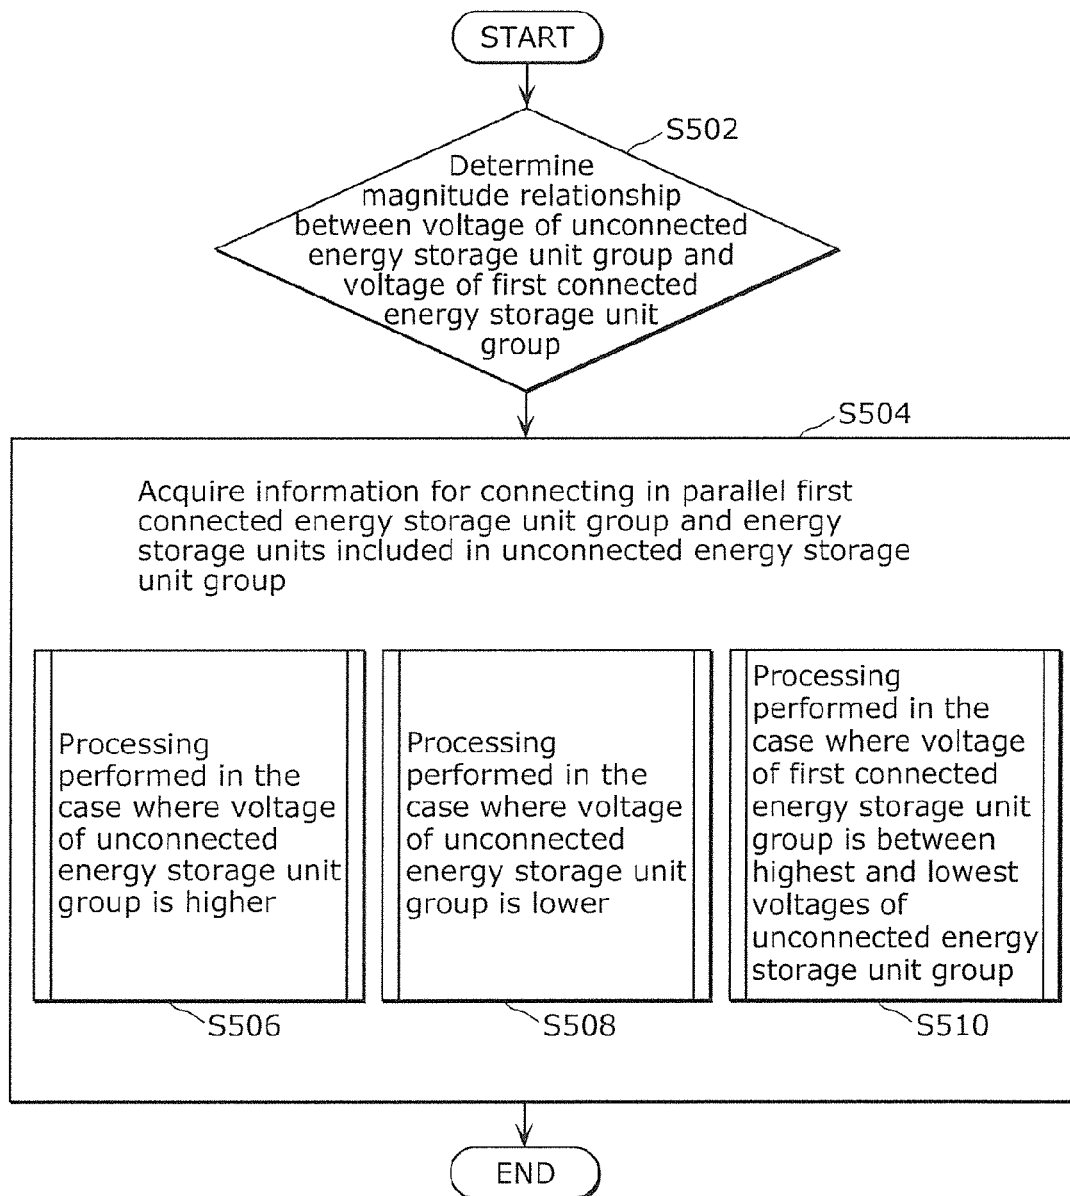 START
S502
Determine
magnitude relationship
between voltage of unconnected
energy storage unit group and
voltage of first connected
energy storage unit
group
S504
Acquire information for connecting in parallel first
connected energy storage unit group and energy
storage units included in unconnected energy storage
unit group
Processing
performed in the
case where voltage
of unconnected
energy storage unit
group is higher
S506
Processing
performed in the
case where voltage
of unconnected
energy storage unit
group is lower
S508
Processing
performed in the
case where voltage
of first connected
energy storage unit
group is between
highest and lowest
voltages of
unconnected energy
storage unit group
S510
END